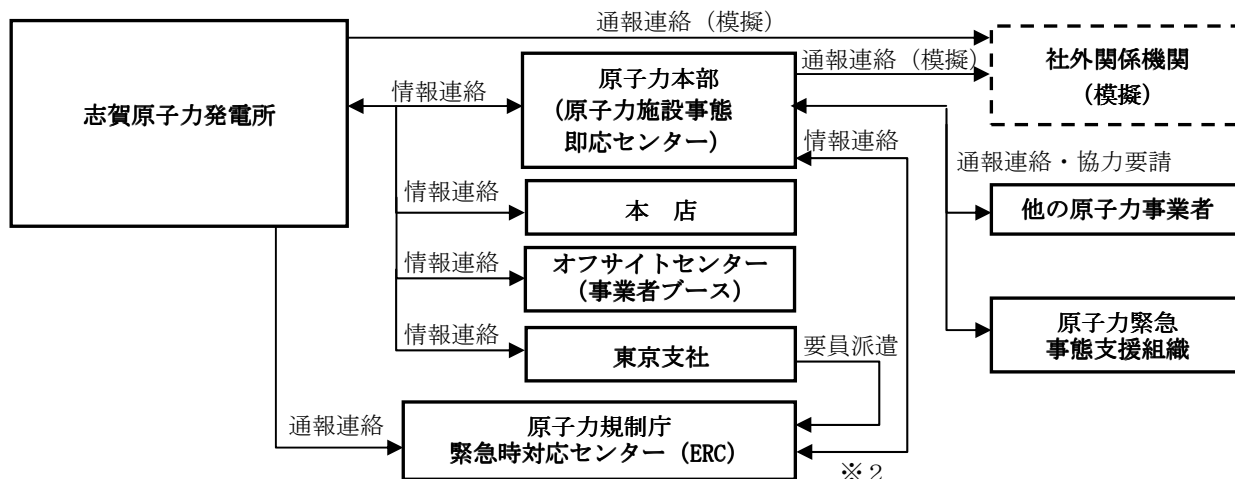 通報連絡（模擬）
志賀原子力発電所
情報連絡
原子力本部
（原子力施設事態
即応センター）
通報連絡（模擬）
社外関係機関
（模擬）
情報連絡
通報連絡・協力要請
情報連絡
本　店
他の原子力事業者
情報連絡
オフサイトセンター
（事業者ブース）
情報連絡
東京支社
要員派遣
原子力緊急
事態支援組織
通報連絡
原子力規制庁
緊急時対応センター（ERC）
※２